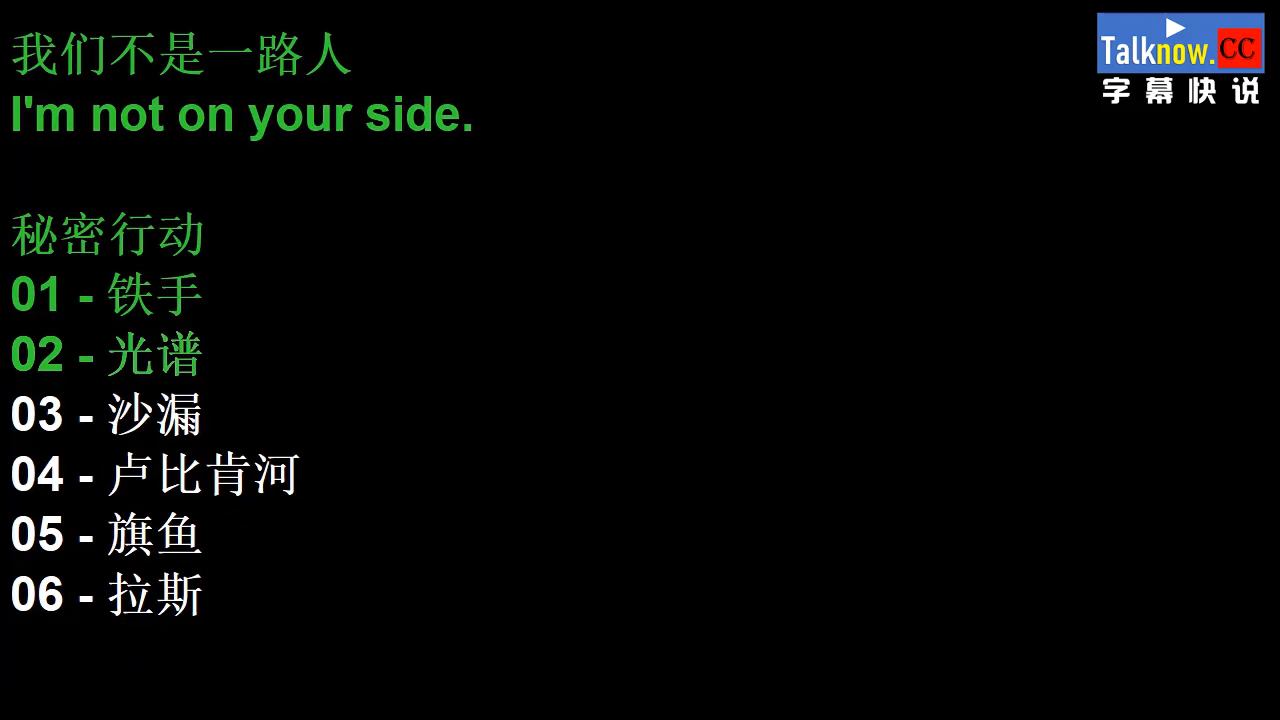 我们不是一路人
I'm not on your side.
秘密行动
01 - 铁手
02 - 光谱
03 - 沙漏
04 - 卢比肯河
05 - 旗鱼
06 - 拉斯
Talknow.CC
字幕快说